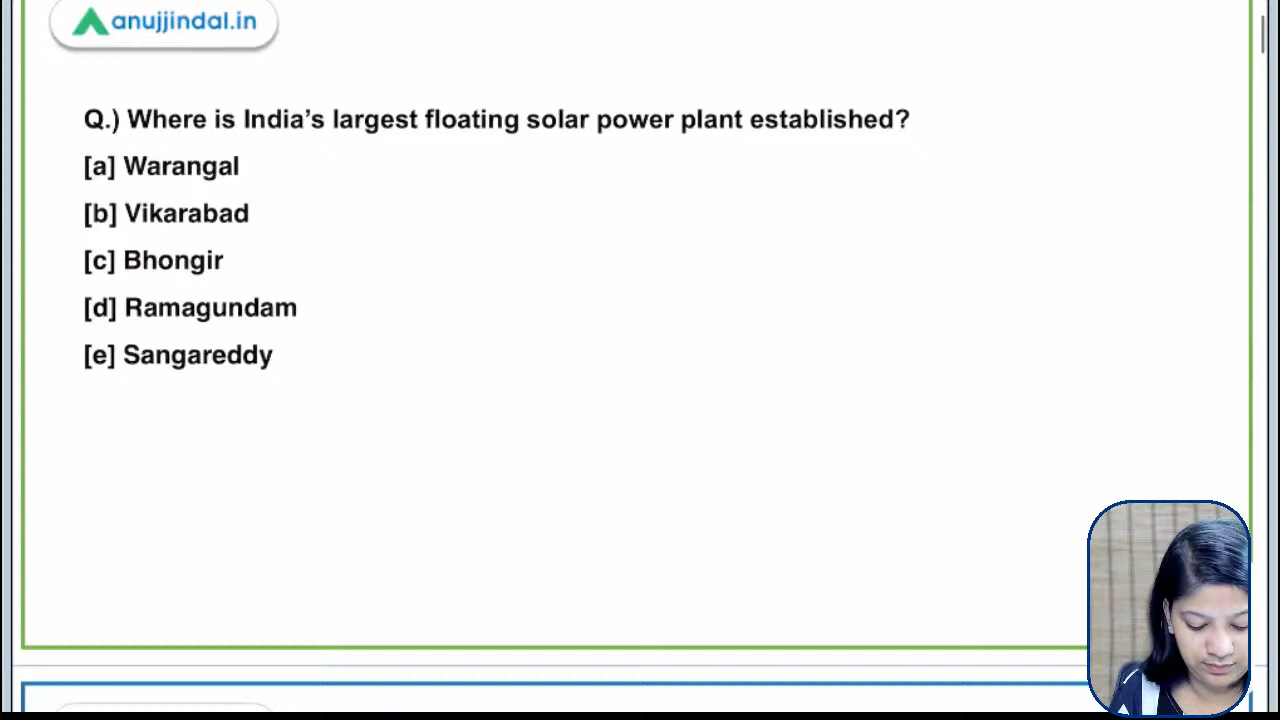 anujjindal.in
Q.) Where is India’s largest floating solar power plant established?
[a] Warangal
[b] Vikarabad
[c] Bhongir
[d] Ramagundam
[e] Sangareddy